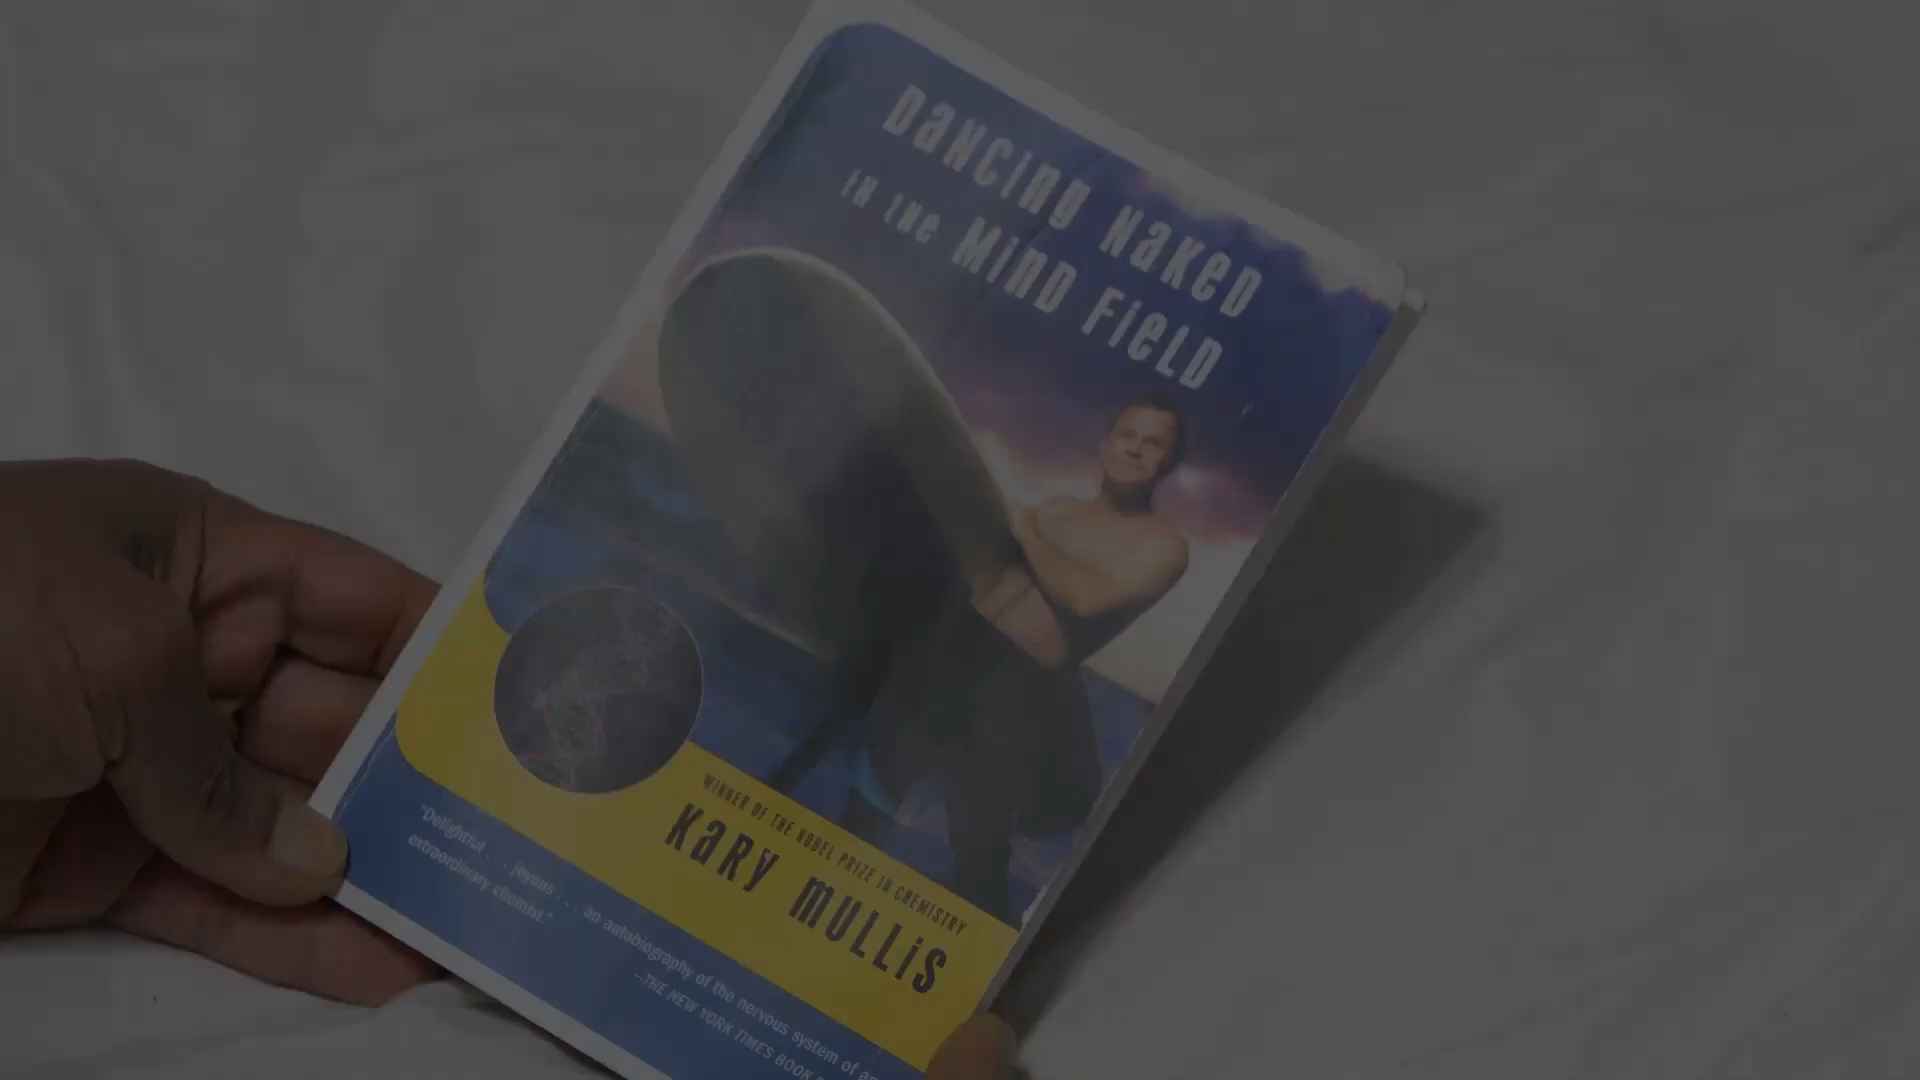 Dancing Naked
in the Mind Field
WINNER OF THE NOBEL PRIZE IN CHEMISTRY
Kary Mullis
"Delightful . . . joyous . . . an autobiography of the nervous system of an
extraordinary chemist."
—THE NEW YORK TIMES BOOK